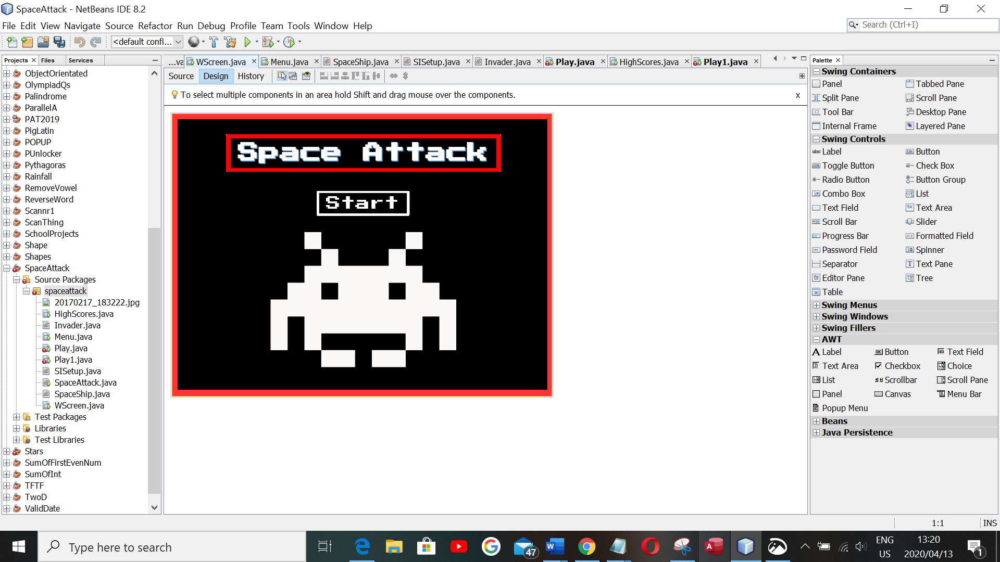 SpaceAttack - NetBeans IDE 8.2
File Edit View Navigate Source Refactor Run Debug Profile Team Tools Window Help
Search (Ctrl+I)
<default confi...
Projects Files Services
ObjectOrientated
OlympiadQs
Palindrome
ParallelA
PAT2019
PigLatin
POPUP
PUnlocker
Pythagoras
Rainfall
RemoveVowel
ReverseWord
Scannr1
ScanThing
SchoolProjects
Shape
Shapes
SpaceAttack
Source Packages
spaceattack
20170217_183222.jpg
HighScores.java
Invader.java
Menu.java
Play.java
Play1.java
SISetup.java
SpaceAttack.java
SpaceShip.java
WScreen.java
Test Packages
Libraries
Test Libraries
Stars
SumOfFirstEvenNum
SumOfInt
TFTF
TwoD
ValidDate
...va WScreen.java Menu.java SpaceShip.java SISetup.java Invader.java Play.java HighScores.java Play1.java
Source Design History
To select multiple components in an area hold Shift and drag mouse over the components. x
Space Attack
Start
Palette
Swing Containers
Panel Tabbed Pane
Split Pane Scroll Pane
Tool Bar Desktop Pane
Internal Frame Layered Pane
Swing Controls
label Label OK Button
ON Toggle Button Check Box
Radio Button Button Group
Combo Box List
Text Field Text Area
Scroll Bar Slider
Progress Bar Formatted Field
Password Field Spinner
Separator Text Pane
Editor Pane Tree
Table
Swing Menus
Swing Windows
Swing Fillers
AWT
A Label OK Button Text Field
Text Area Checkbox Choice
List Scrollbar Scroll Pane
Panel Canvas Menu Bar
Popup Menu
Beans
Java Persistence
1:1 INS
Type here to search
47
ENG
US
13:20
2020/04/13
1